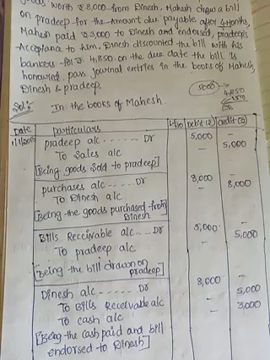 goods worth ₹ 8,000 from Dinesh, Mahesh drawn a bill
on pradeep for the amount due payable after 4 months,
Mahesh paid ₹ 3,000 to Dinesh and endorsed, pradeep's
Acceptance to him, Dinesh discounted the bill with his
bankers for ₹ 4,850 on the due date the bill is
honoured. pass journal entries in the books of Mahesh,
Dinesh & pradeep.
Sol:- In the books of Mahesh
Date particulars L.No Debit(₹) Credit(₹)
pradeep a/c ------ Dr 5,000 -
To Sales a/c - 5,000
[Being goods Sold to pradeep]
purchases a/c ---- Dr 8,000 -
To Dinesh a/c - 8,000
[Being the goods purchased from
Dinesh]
Bills Receivable a/c --- Dr 5,000 -
To pradeep a/c - 5,000
[Being the bill drawn on
pradeep]
Dinesh a/c ------ Dr 8,000 -
To Bills Receivable a/c - 5,000
To cash a/c - 3,000
[Being the Cash paid and bill
endorsed to Dinesh]